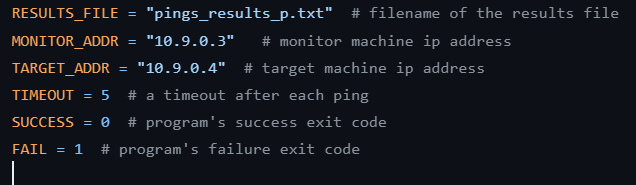 RESULTS_FILE = "pings_results_p.txt"  # filename of the results file
MONITOR_ADDR = "10.9.0.3"   # monitor machine ip address
TARGET_ADDR = "10.9.0.4"  # target machine ip address
TIMEOUT = 5  # a timeout after each ping
SUCCESS = 0  # program's success exit code
FAIL = 1  # program's failure exit code